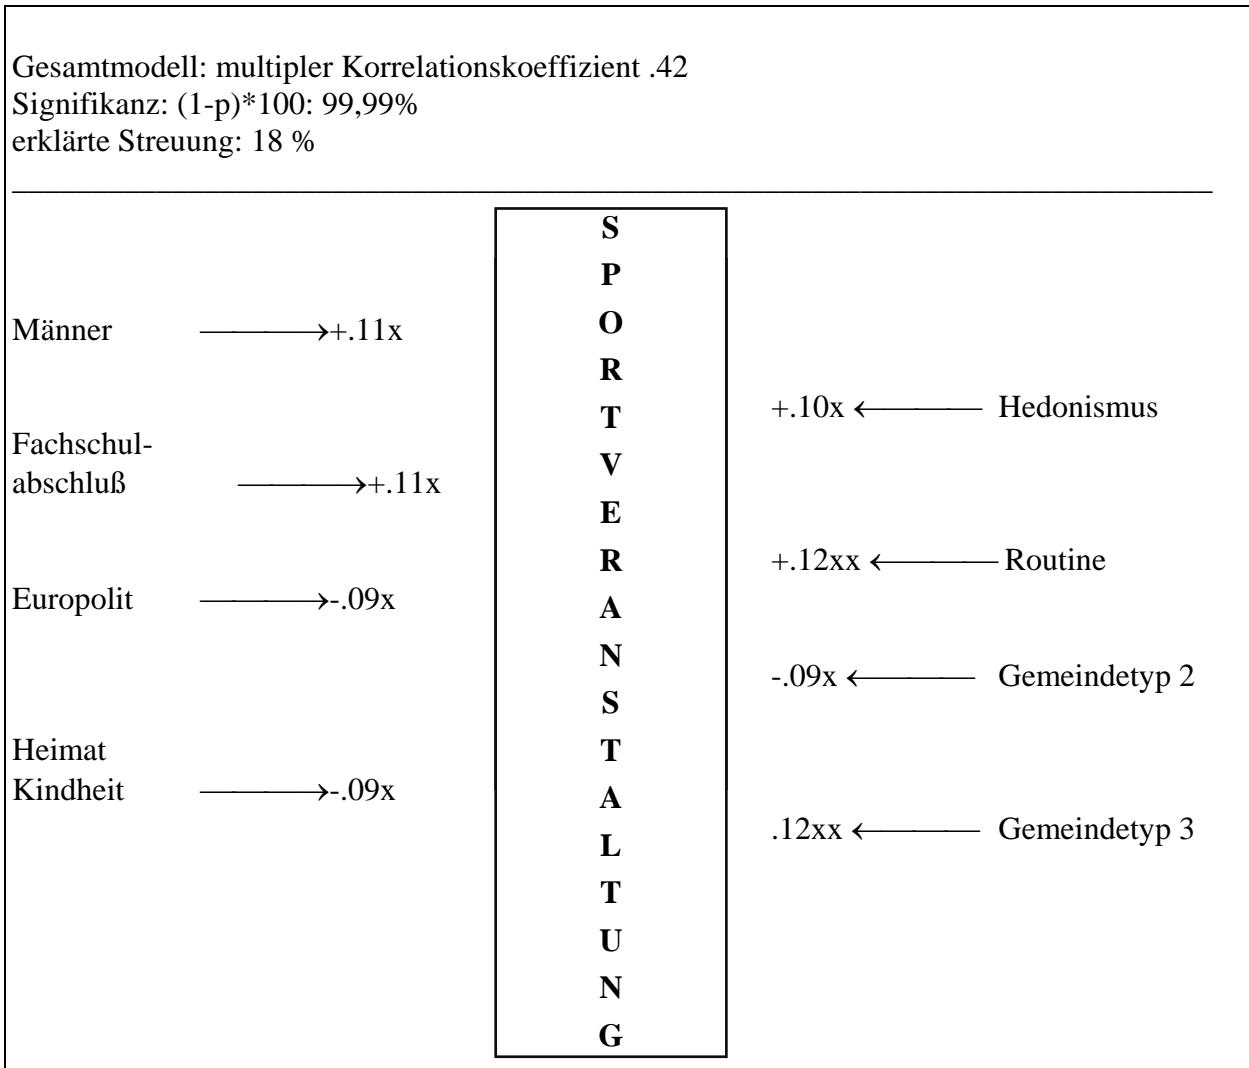 Gesamtmodell: multipler Korrelationskoeffizient .42
Signifikanz: (1-p)*100: 99,99%
erklärte Streuung: 18 %
S
P
O
R
T
V
E
R
A
N
S
T
A
L
T
U
N
G
Männer ⟶+.11x
Fachschul-
abschluß ⟶+.11x
Europolit ⟶-.09x
Heimat
Kindheit ⟶-.09x
+.10x ⟵ Hedonismus
+.12xx ⟵ Routine
-.09x ⟵ Gemeindetyp 2
.12xx ⟵ Gemeindetyp 3